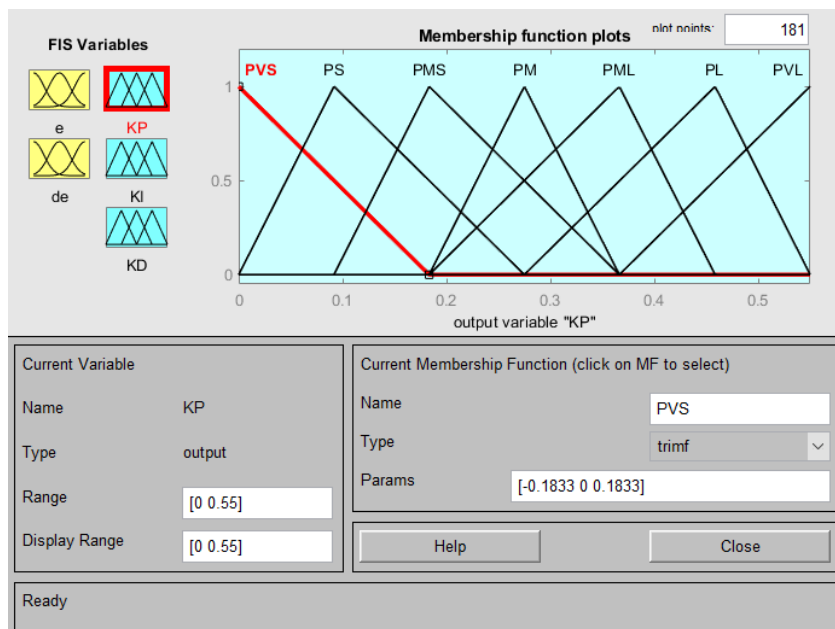 FIS Variables
e
KP
de
KI
KD
Membership function plots
plot points:
181
PVS PS PMS PM PML PL PVL
1
0.5
0
0 0.1 0.2 0.3 0.4 0.5
output variable "KP"
Current Variable
Name KP
Type output
Range [0 0.55]
Display Range [0 0.55]
Current Membership Function (click on MF to select)
Name PVS
Type trimf
Params [-0.1833 0 0.1833]
Help Close
Ready